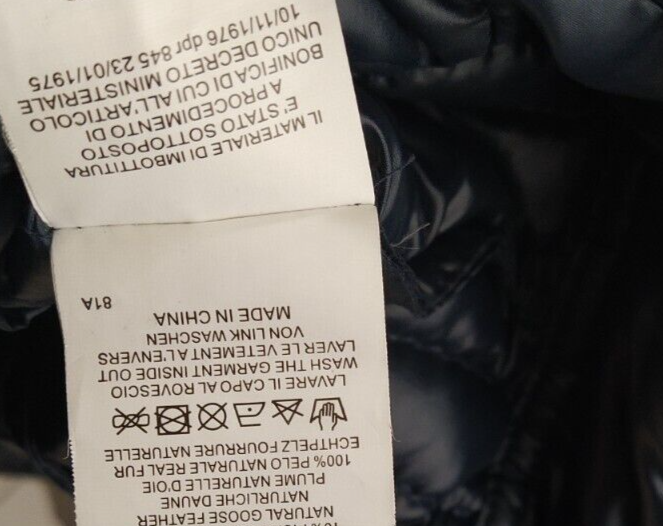 10%
NATURAL GOOSE FEATHER
NATURLICHE DAUNE
PLUME NATURELLE D'OIE
100% PELO NATURALE REAL FUR
ECHTPELZ FOURRURE NATURELLE
LAVARE IL CAPO AL ROVESCIO
WASH THE GARMENT INSIDE OUT
LAVER LE VETEMENT A L'ENVERS
VON LINK WASCHEN
MADE IN CHINA
81A
IL MATERIALE DI IMBOTTITURA
E' STATO SOTTOPOSTO
A PROCEDIMENTO DI
BONIFICA DI CUI ALL'ARTICOLO
UNICO DECRETO MINISTERIALE
10/11/1976 dpr 845 23/01/1975